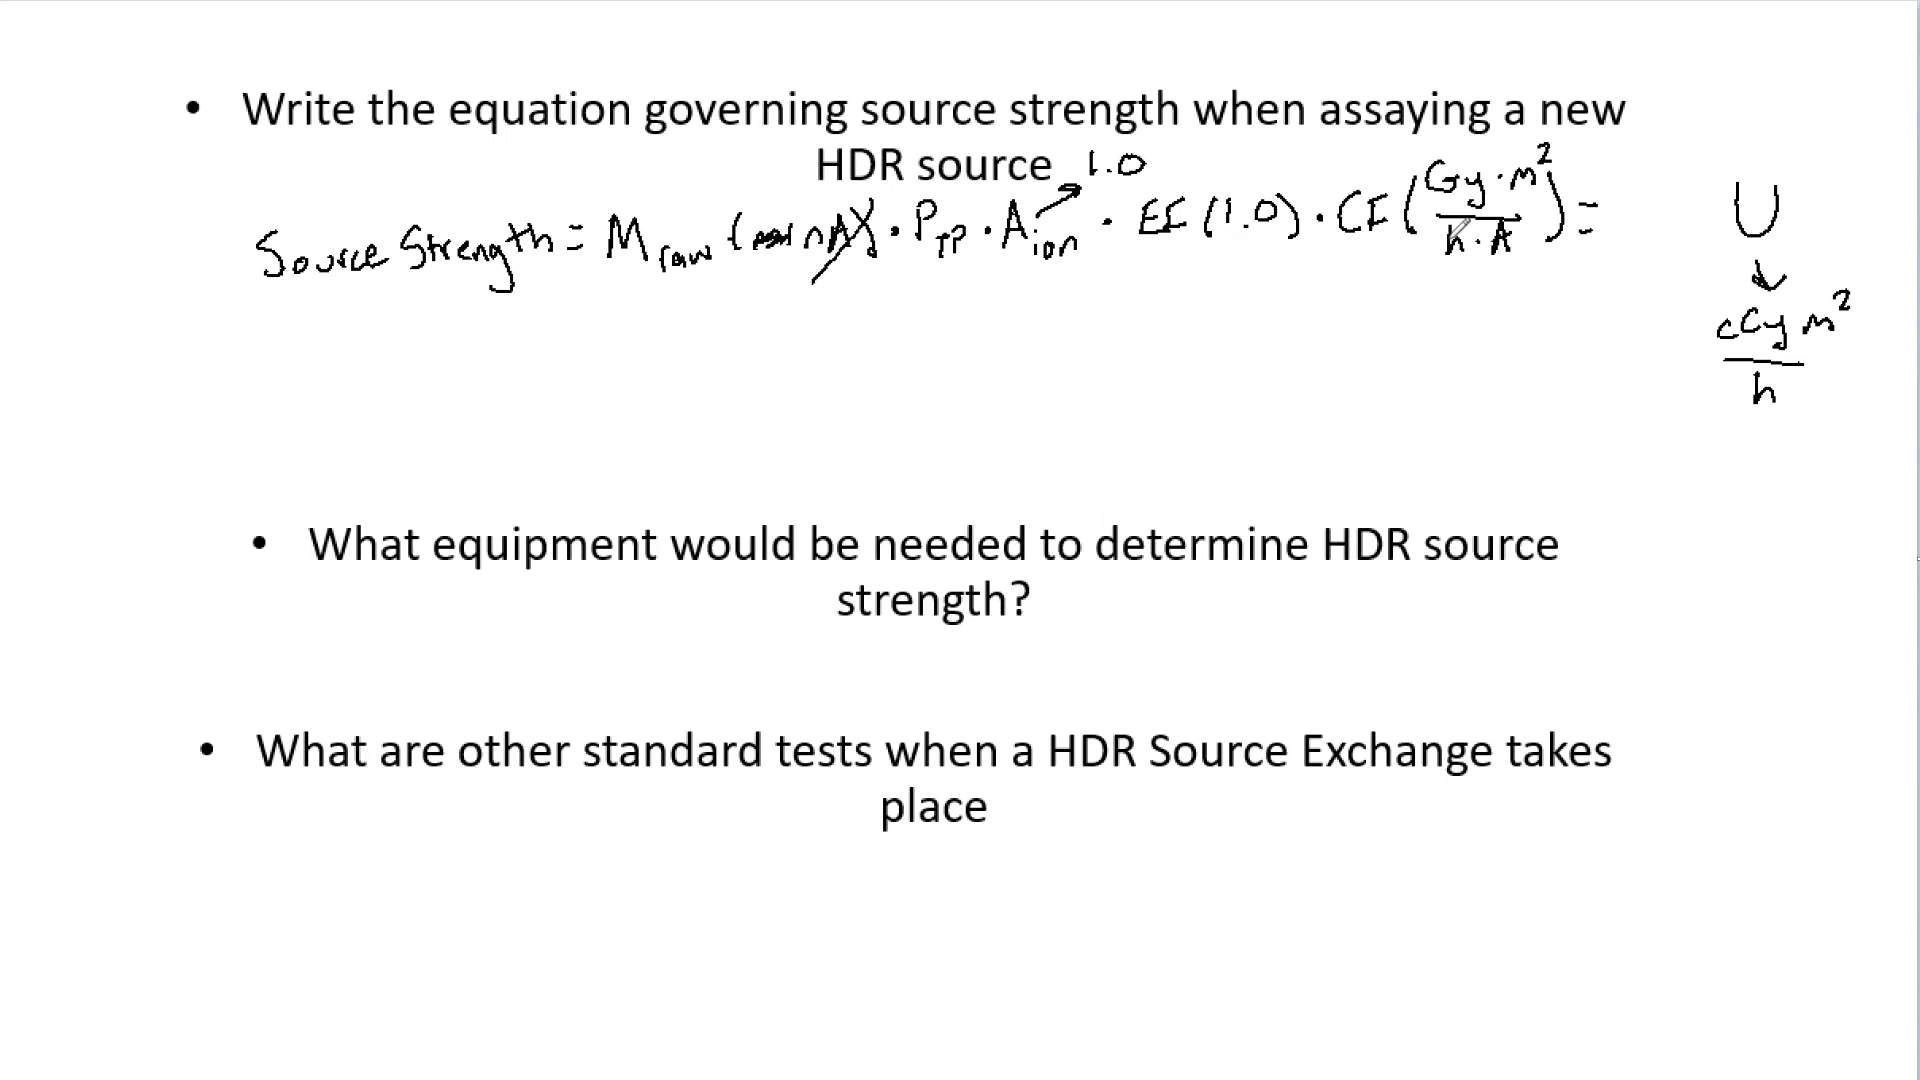 • Write the equation governing source strength when assaying a new
HDR source
1.0
Source Strength = M raw ( nA) · P TP · A ion · EF (1.0) · CF (Gy · m² / h · A) = U
cGy m²
h
• What equipment would be needed to determine HDR source
strength?
• What are other standard tests when a HDR Source Exchange takes
place